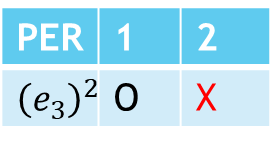 PER 1 2
(e₃)² O X